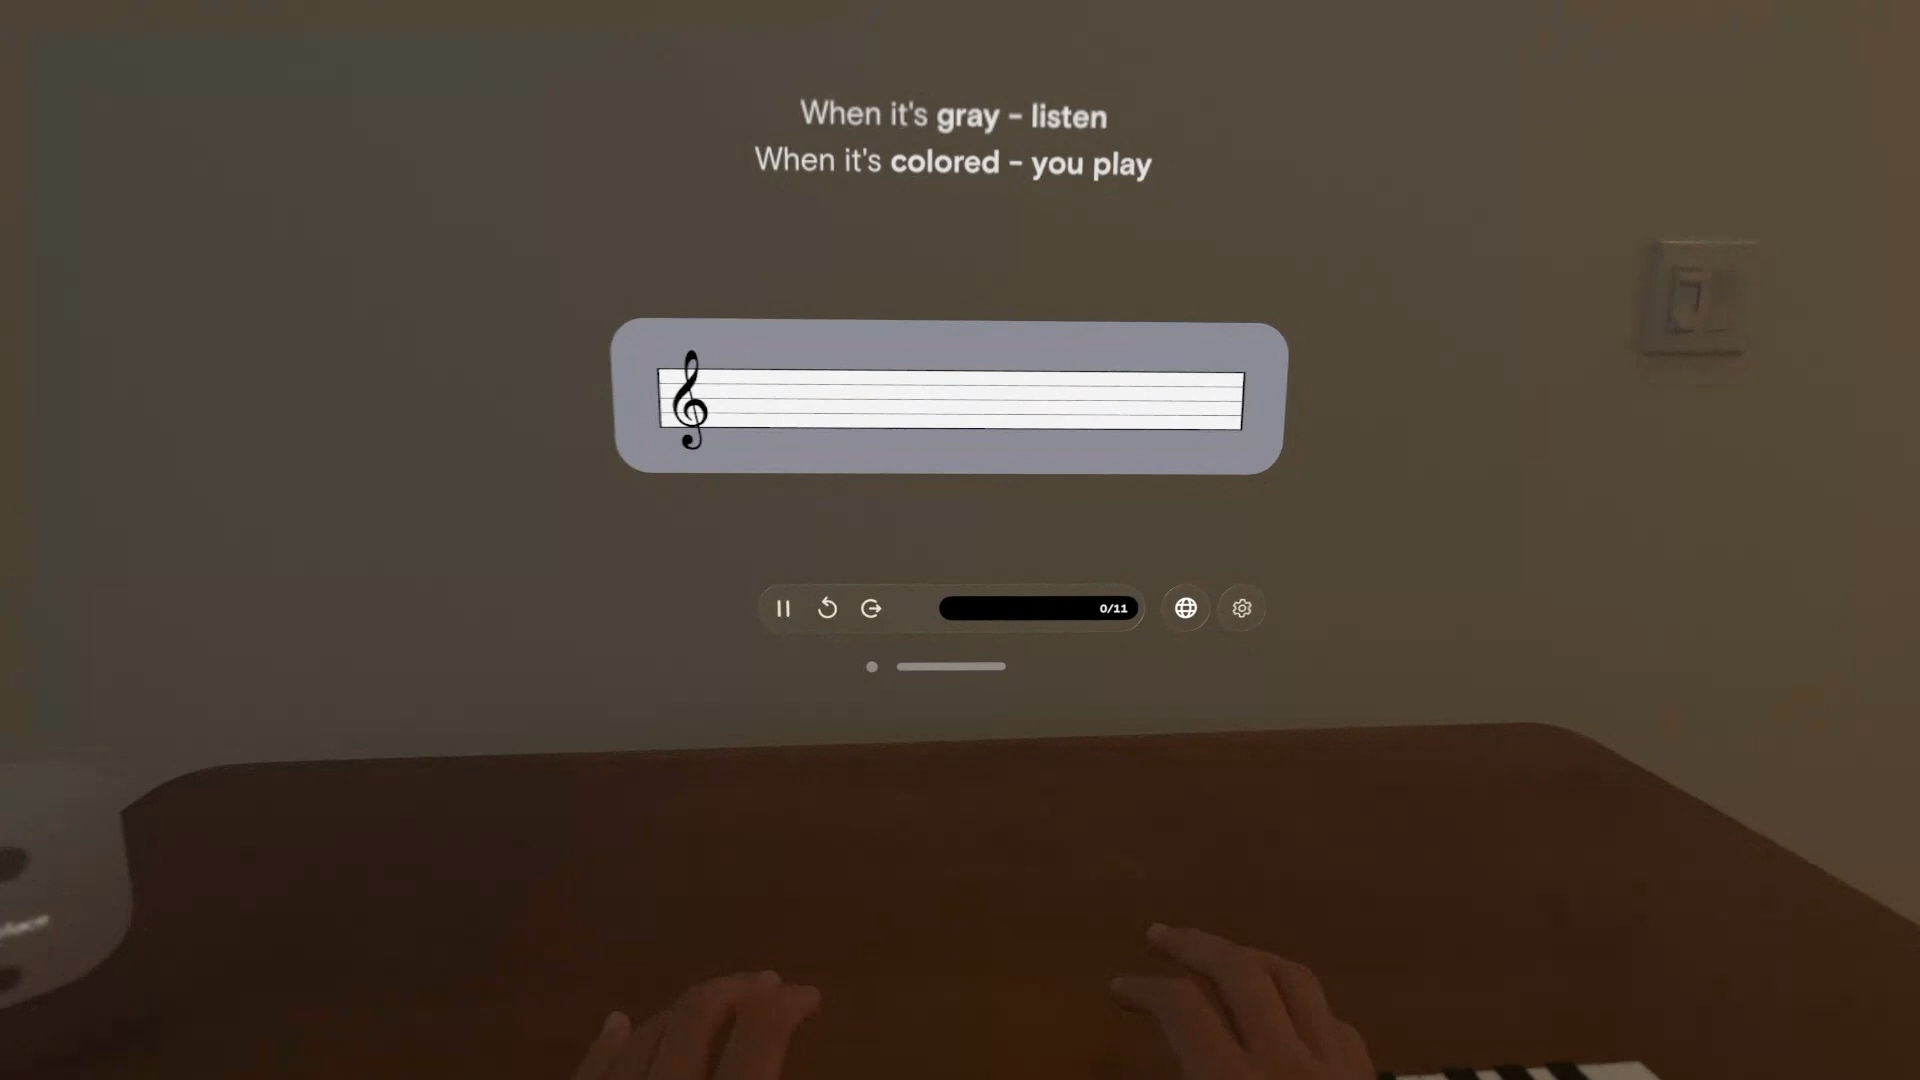 When it's gray - listen
When it's colored - you play
0/11